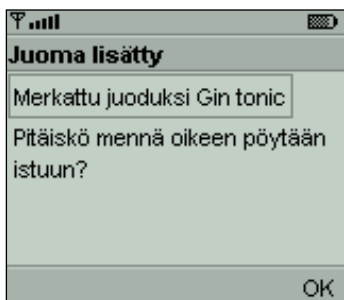 Juoma lisätty
Merkattu juoduksi Gin tonic
Pitäiskö mennä oikeen pöytään
istuun?
OK